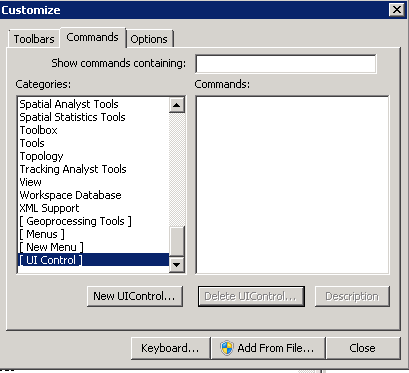 Customize
Toolbars Commands Options
Show commands containing:
Categories: Commands:
Spatial Analyst Tools
Spatial Statistics Tools
Toolbox
Tools
Topology
Tracking Analyst Tools
View
Workspace Database
XML Support
[ Geoprocessing Tools ]
[ Menus ]
[ New Menu ]
[ UI Control ]
New UIControl... Delete UIControl... Description
Keyboard... Add From File... Close